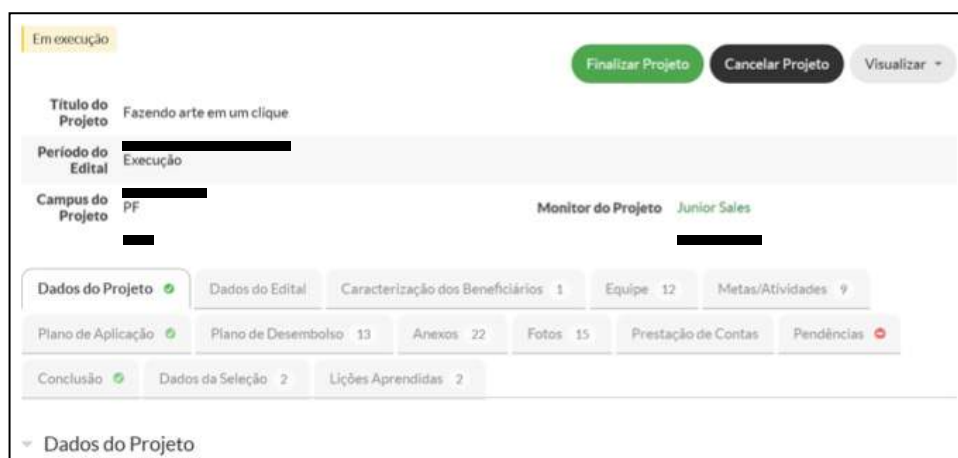 Em execução
Finalizar Projeto Cancelar Projeto Visualizar
Título do Projeto Fazendo arte em um clique
Período do Edital Execução
Campus do Projeto PF Monitor do Projeto Junior Sales
Dados do Projeto Dados do Edital Caracterização dos Beneficiários 1 Equipe 12 Metas/Atividades 9
Plano de Aplicação Plano de Desembolso 13 Anexos 22 Fotos 15 Prestação de Contas Pendências
Conclusão Dados da Seleção 2 Lições Aprendidas 2
Dados do Projeto